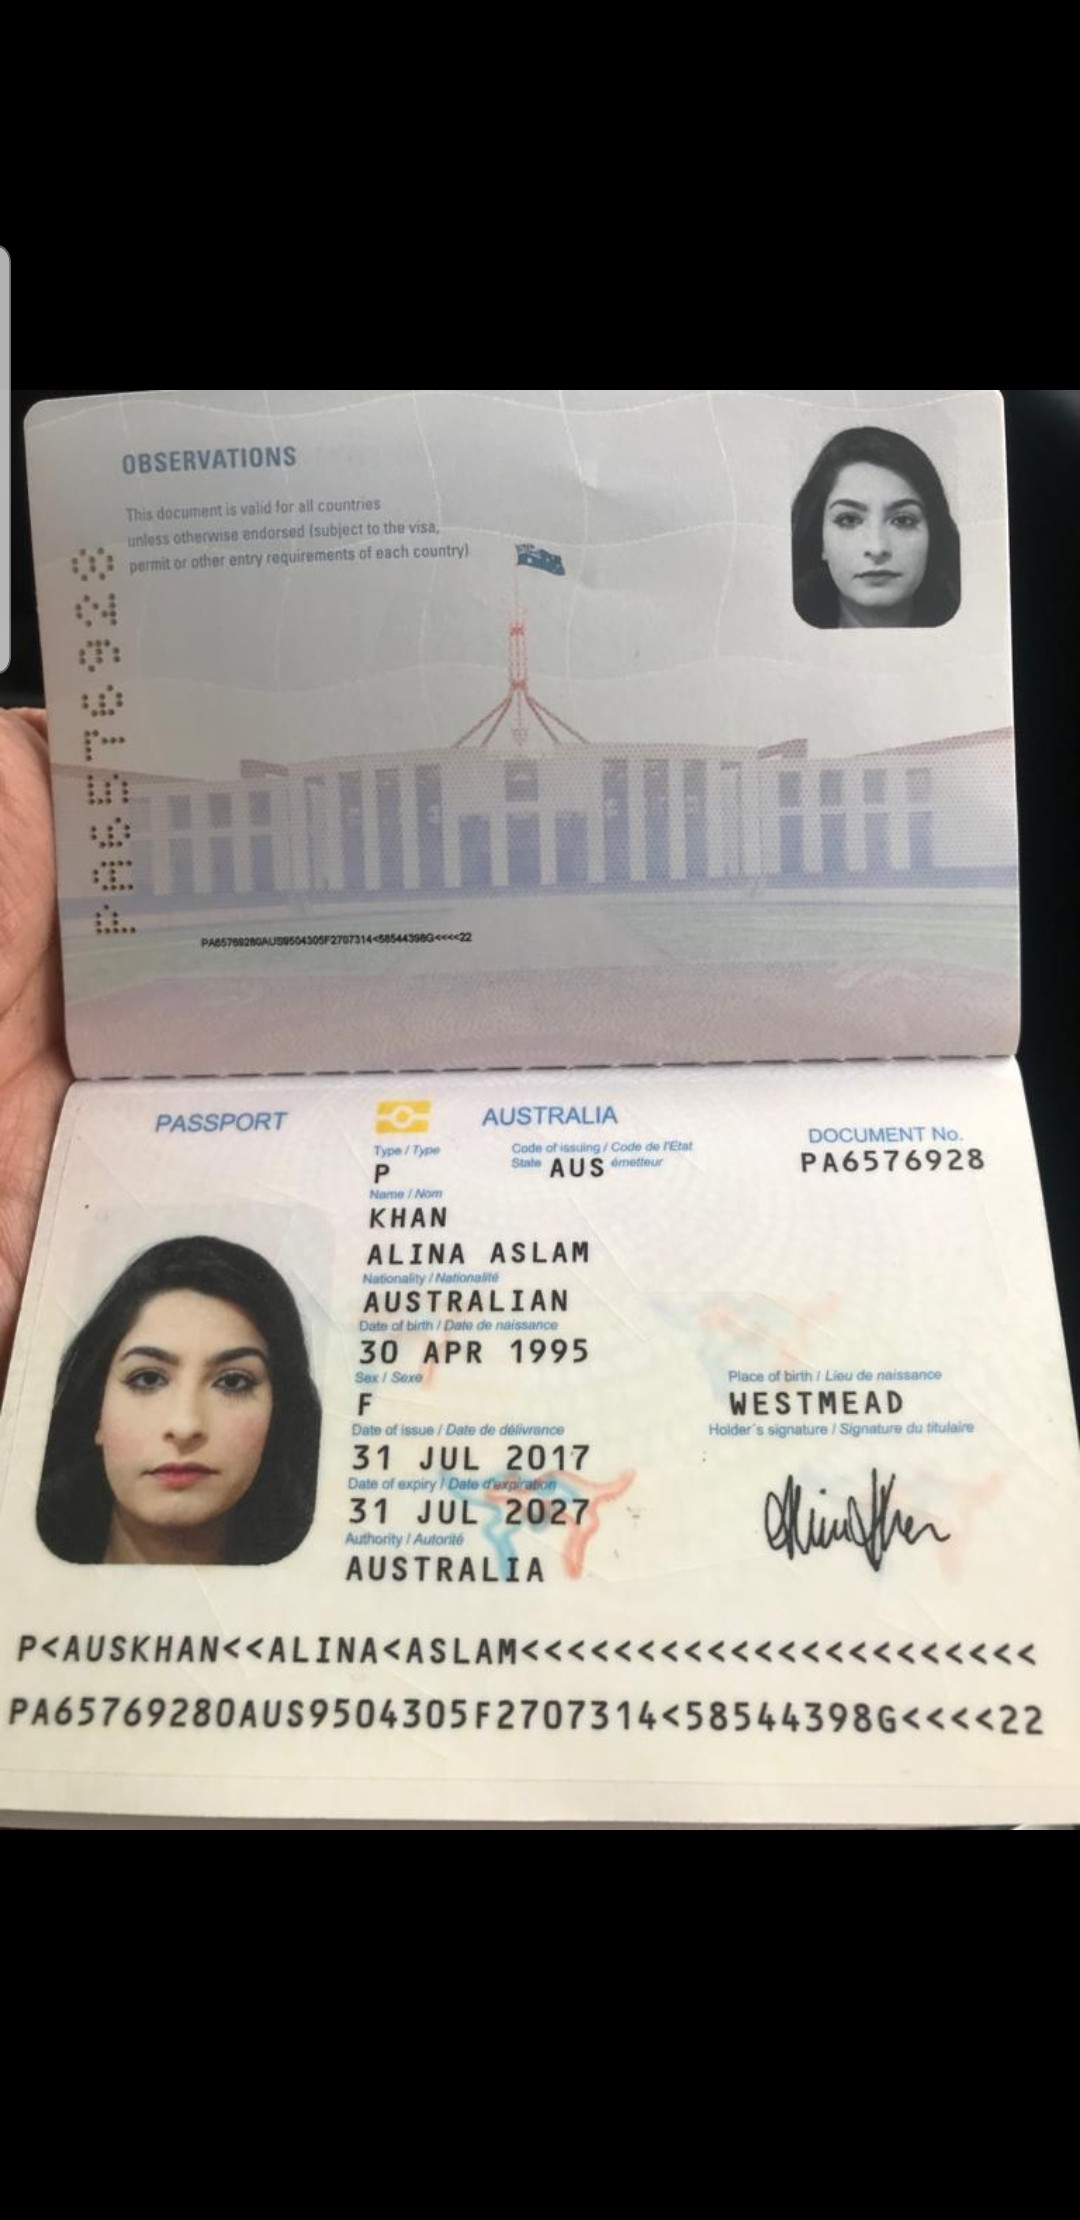 OBSERVATIONS
This document is valid for all countries
unless otherwise endorsed (subject to the visa,
permit or other entry requirements of each country)
PA6576928
PA65769280AUS9504305F2707314<58544398G<<<<22
PASSPORT
AUSTRALIA
Type / Type
P
Code of issuing / Code de l'Etat
State AUS émetteur
DOCUMENT No.
PA6576928
Name / Nom
KHAN
ALINA ASLAM
Nationality / Nationalité
AUSTRALIAN
Date of birth / Date de naissance
30 APR 1995
Sex / Sexe
F
Place of birth / Lieu de naissance
WESTMEAD
Date of issue / Date de délivrance
31 JUL 2017
Holder's signature / Signature du titulaire
Date of expiry / Date d'expiration
31 JUL 2027
Authority / Autorité
AUSTRALIA
P<AUSKHAN<<ALINA<ASLAM<<<<<<<<<<<<<<<<<<<<<<
PA65769280AUS9504305F2707314<58544398G<<<<22